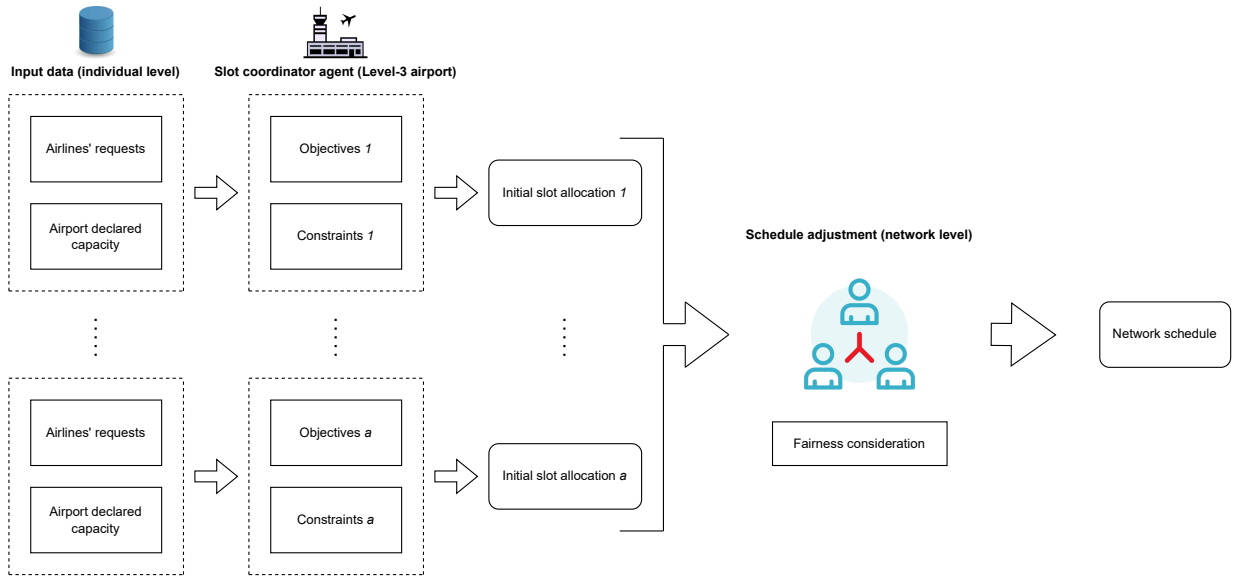 Input data (individual level)
Slot coordinator agent (Level-3 airport)
Airlines' requests
Airport declared
capacity
Objectives 1
Constraints 1
Initial slot allocation 1
Schedule adjustment (network level)
Fairness consideration
Network schedule
Airlines' requests
Airport declared
capacity
Objectives a
Constraints a
Initial slot allocation a